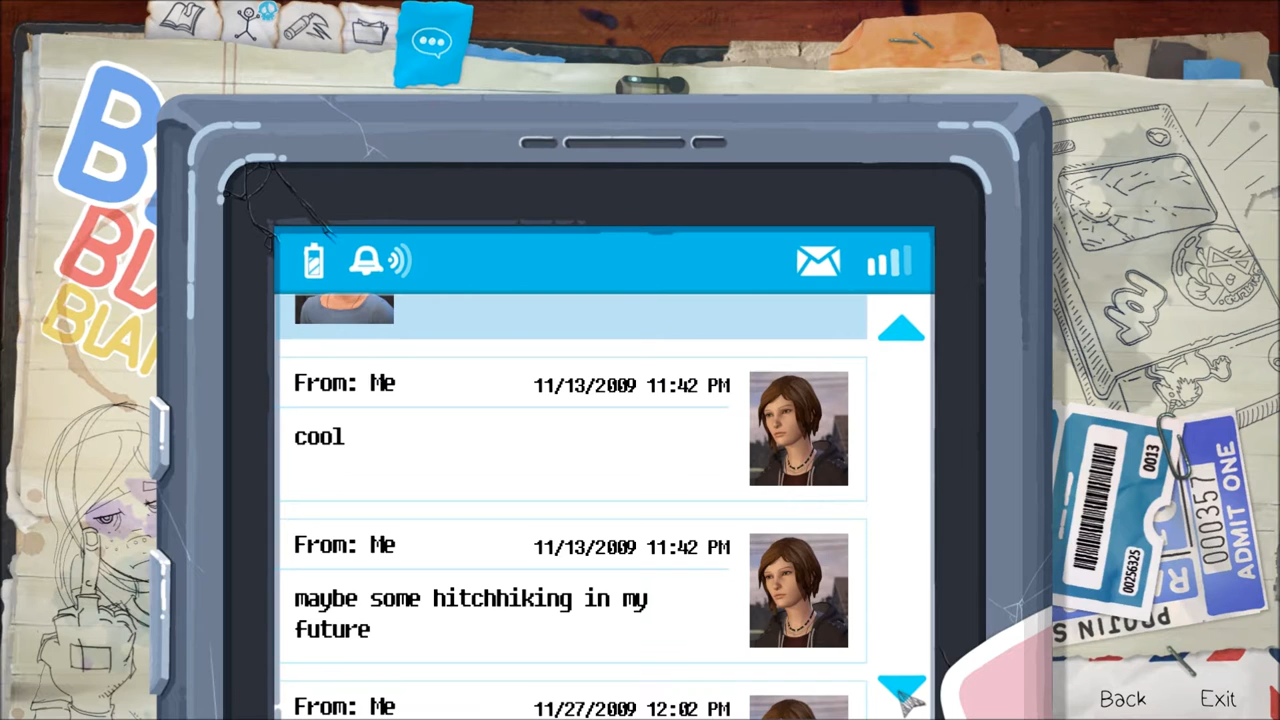 From: Me 11/13/2009 11:42 PM
cool
From: Me 11/13/2009 11:42 PM
maybe some hitchhiking in my
future
From: Me 11/27/2009 12:02 PM
0013
00256325
000357
ADMIT ONE
Back Exit